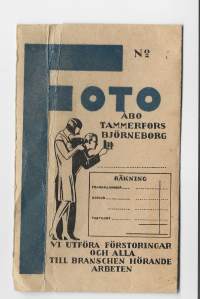 No
FOTO
ÅBO
TAMMERFORS
BJÖRNEBORG
RÄKNING
VI UTFÖRA FÖRSTORINGAR
OCH ALLA
TILL BRANSCHEN HÖRANDE
ARBETEN